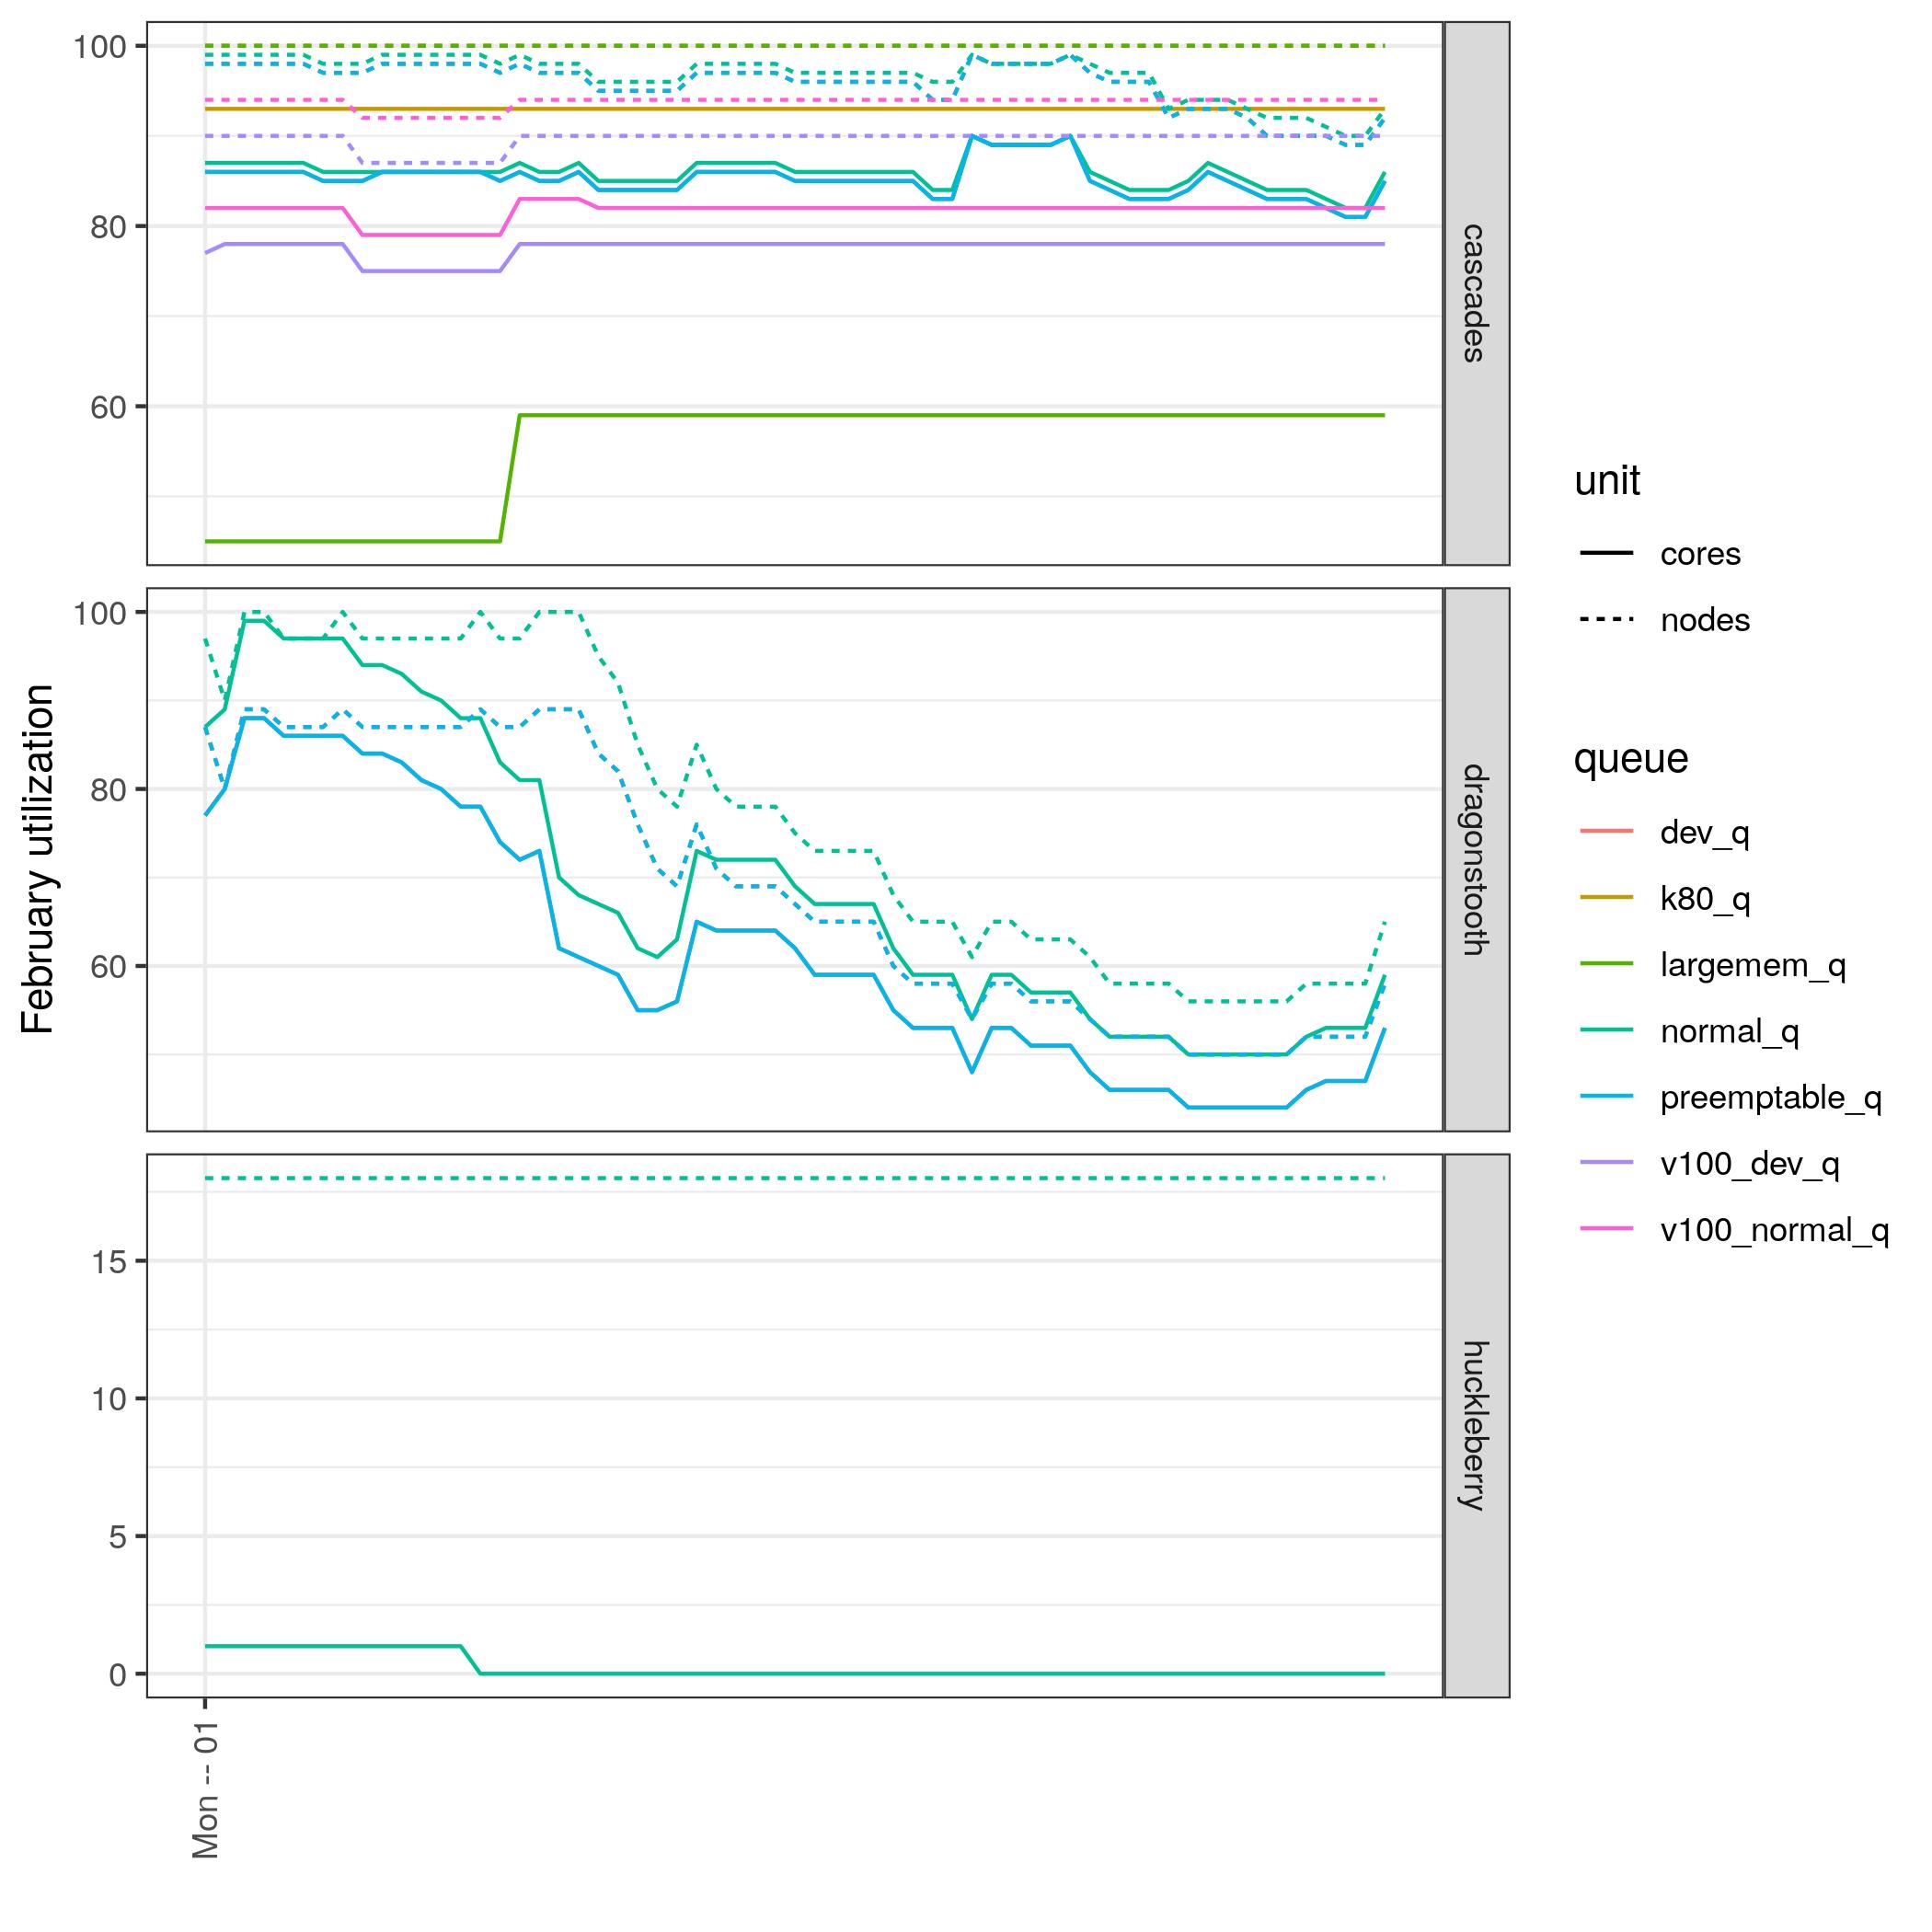 100
80
60
cascades
100
80
60
dragonstooth
15
10
5
0
huckleberry
Mon -- 01
February utilization
unit
cores
nodes
queue
dev_q
k80_q
largemem_q
normal_q
preemptable_q
v100_dev_q
v100_normal_q